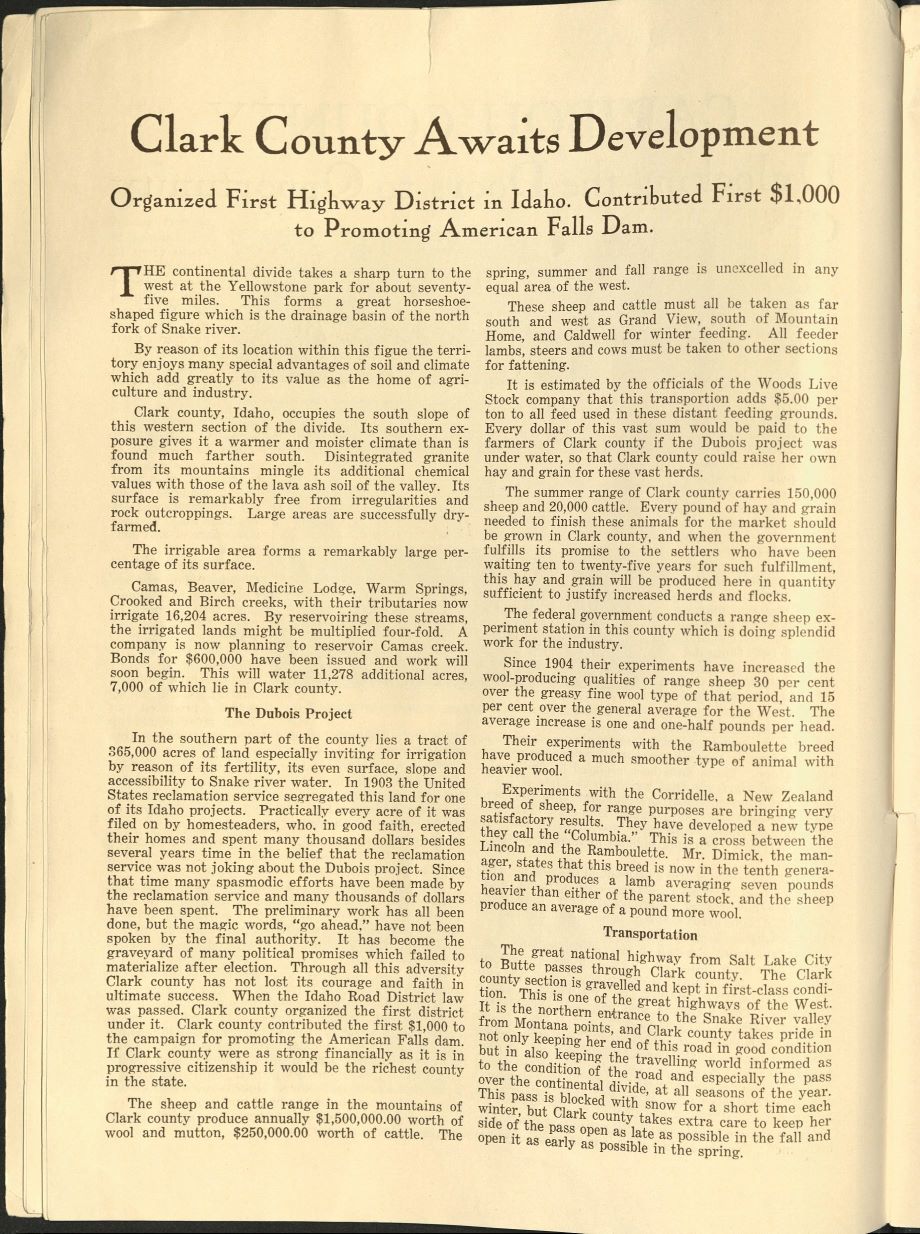 Clark County Awaits Development
Organized First Highway District in Idaho. Contributed First $1,000
to Promoting American Falls Dam.
THE continental divide takes a sharp turn to the
west at the Yellowstone park for about seventy-
five miles. This forms a great horseshoe-
shaped figure which is the drainage basin of the north
fork of Snake river.
By reason of its location within this figue the terri-
tory enjoys many special advantages of soil and climate
which add greatly to its value as the home of agri-
culture and industry.
Clark county, Idaho, occupies the south slope of
this western section of the divide. Its southern ex-
posure gives it a warmer and moister climate than is
found much farther south. Disintegrated granite
from its mountains mingle its additional chemical
values with those of the lava ash soil of the valley. Its
surface is remarkably free from irregularities and
rock outcroppings. Large areas are successfully dry-
farmed.
The irrigable area forms a remarkably large per-
centage of its surface.
Camas, Beaver, Medicine Lodge, Warm Springs,
Crooked and Birch creeks, with their tributaries now
irrigate 16,204 acres. By reservoiring these streams,
the irrigated lands might be multiplied four-fold. A
company is now planning to reservoir Camas creek.
Bonds for $600,000 have been issued and work will
soon begin. This will water 11,278 additional acres,
7,000 of which lie in Clark county.
The Dubois Project
In the southern part of the county lies a tract of
365,000 acres of land especially inviting for irrigation
by reason of its fertility, its even surface, slope and
accessibility to Snake river water. In 1903 the United
States reclamation service segregated this land for one
of its Idaho projects. Practically every acre of it was
filed on by homesteaders, who, in good faith, erected
their homes and spent many thousand dollars besides
several years time in the belief that the reclamation
service was not joking about the Dubois project. Since
that time many spasmodic efforts have been made by
the reclamation service and many thousands of dollars
have been spent. The preliminary work has all been
done, but the magic words, "go ahead," have not been
spoken by the final authority. It has become the
graveyard of many political promises which failed to
materialize after election. Through all this adversity
Clark county has not lost its courage and faith in
ultimate success. When the Idaho Road District law
was passed. Clark county organized the first district
under it. Clark county contributed the first $1,000 to
the campaign for promoting the American Falls dam.
If Clark county were as strong financially as it is in
progressive citizenship it would be the richest county
in the state.
The sheep and cattle range in the mountains of
Clark county produce annually $1,500,000.00 worth of
wool and mutton, $250,000.00 worth of cattle. The
spring, summer and fall range is unexcelled in any
equal area of the west.
These sheep and cattle must all be taken as far
south and west as Grand View, south of Mountain
Home, and Caldwell for winter feeding. All feeder
lambs, steers and cows must be taken to other sections
for fattening.
It is estimated by the officials of the Woods Live
Stock company that this transportion adds $5.00 per
ton to all feed used in these distant feeding grounds.
Every dollar of this vast sum would be paid to the
farmers of Clark county if the Dubois project was
under water, so that Clark county could raise her own
hay and grain for these vast herds.
The summer range of Clark county carries 150,000
sheep and 20,000 cattle. Every pound of hay and grain
needed to finish these animals for the market should
be grown in Clark county, and when the government
fulfills its promise to the settlers who have been
waiting ten to twenty-five years for such fulfillment,
this hay and grain will be produced here in quantity
sufficient to justify increased herds and flocks.
The federal government conducts a range sheep ex-
periment station in this county which is doing splendid
work for the industry.
Since 1904 their experiments have increased the
wool-producing qualities of range sheep 30 per cent
over the greasy fine wool type of that period, and 15
per cent over the general average for the West. The
average increase is one and one-half pounds per head.
Their experiments with the Ramboulette breed
have produced a much smoother type of animal with
heavier wool.
Experiments with the Corridelle, a New Zealand
breed of sheep, for range purposes are bringing very
satisfactory results. They have developed a new type
they call the "Columbia." This is a cross between the
Lincoln and the Ramboulette. Mr. Dimick, the man-
ager, states that this breed is now in the tenth genera-
tion and produces a lamb averaging seven pounds
heavier than either of the parent stock, and the sheep
produce an average of a pound more wool.
Transportation
The great national highway from Salt Lake City
to Butte passes through Clark county. The Clark
county section is gravelled and kept in first-class condi-
tion. This is one of the great highways of the West.
It is the northern entrance to the Snake River valley
from Montana points, and Clark county takes pride in
not only keeping her end of this road in good condition
but in also keeping the travelling world informed as
to the condition of the road and especially the pass
over the continental divide, at all seasons of the year.
This pass is blocked with snow for a short time each
winter, but Clark county takes extra care to keep her
side of the pass open as late as possible in the fall and
open it as early as possible in the spring.